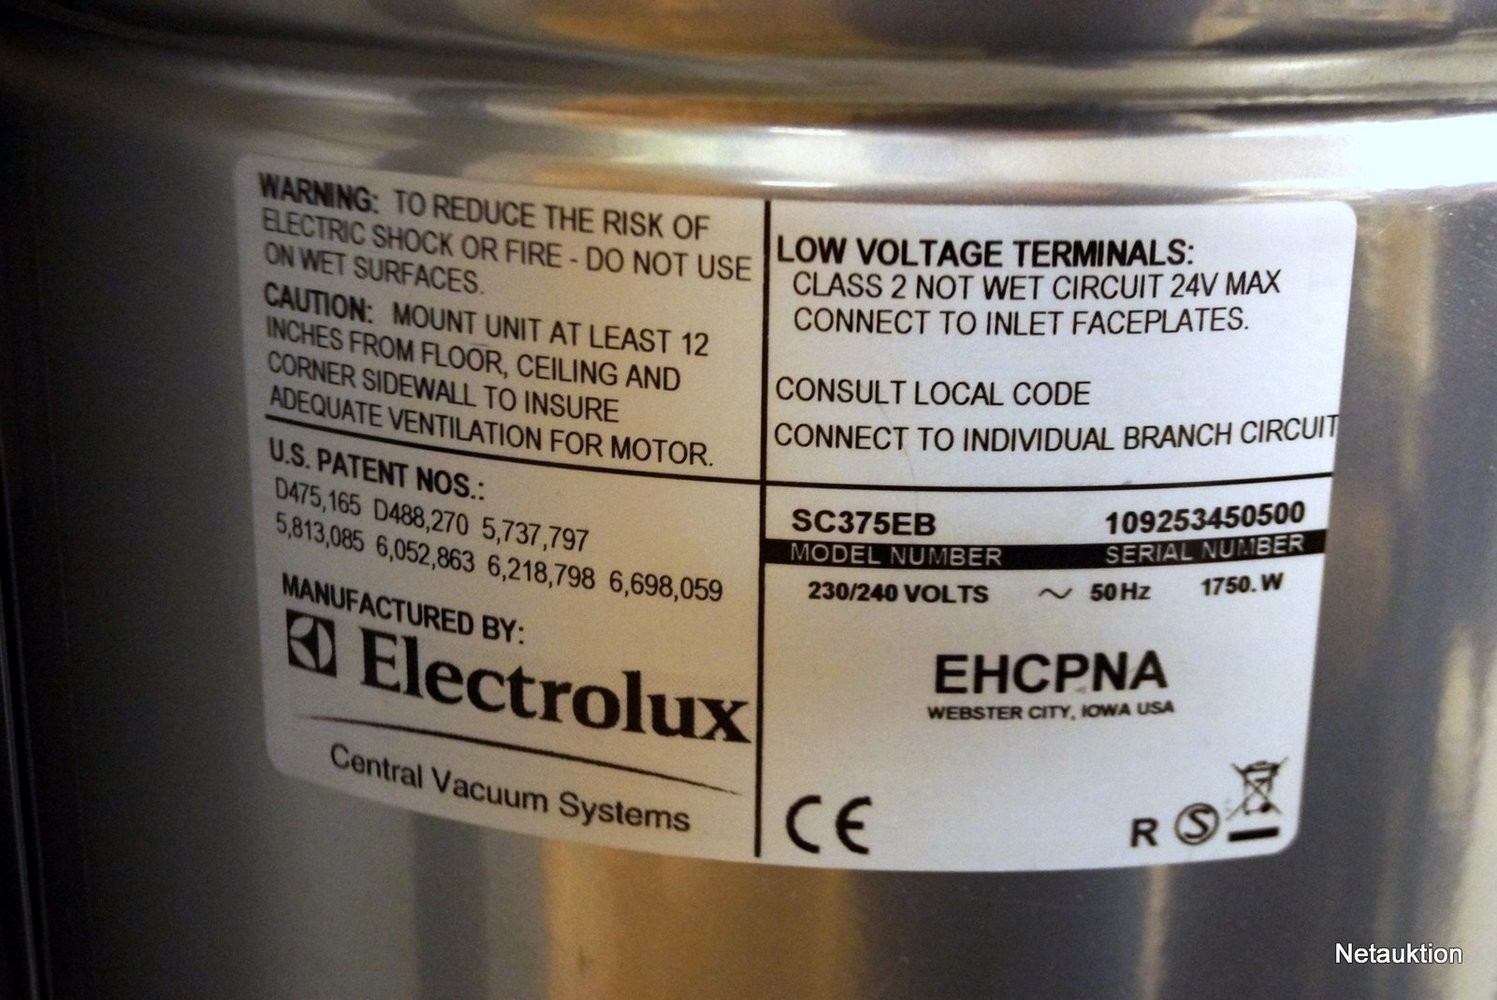 WARNING: TO REDUCE THE RISK OF
ELECTRIC SHOCK OR FIRE - DO NOT USE
ON WET SURFACES.
CAUTION: MOUNT UNIT AT LEAST 12
INCHES FROM FLOOR, CEILING AND
CORNER SIDEWALL TO INSURE
ADEQUATE VENTILATION FOR MOTOR.
U.S. PATENT NOS.:
D475,165 D488,270 5,737,797
5,813,085 6,052,863 6,218,798 6,698,059
MANUFACTURED BY:
Electrolux
Central Vacuum Systems
LOW VOLTAGE TERMINALS:
CLASS 2 NOT WET CIRCUIT 24V MAX
CONNECT TO INLET FACEPLATES.
CONSULT LOCAL CODE
CONNECT TO INDIVIDUAL BRANCH CIRCUIT
SC375EB 109253450500
MODEL NUMBER SERIAL NUMBER
230/240 VOLTS ~ 50Hz 1750.W
EHCPNA
WEBSTER CITY, IOWA USA
CE R S
Netauktion